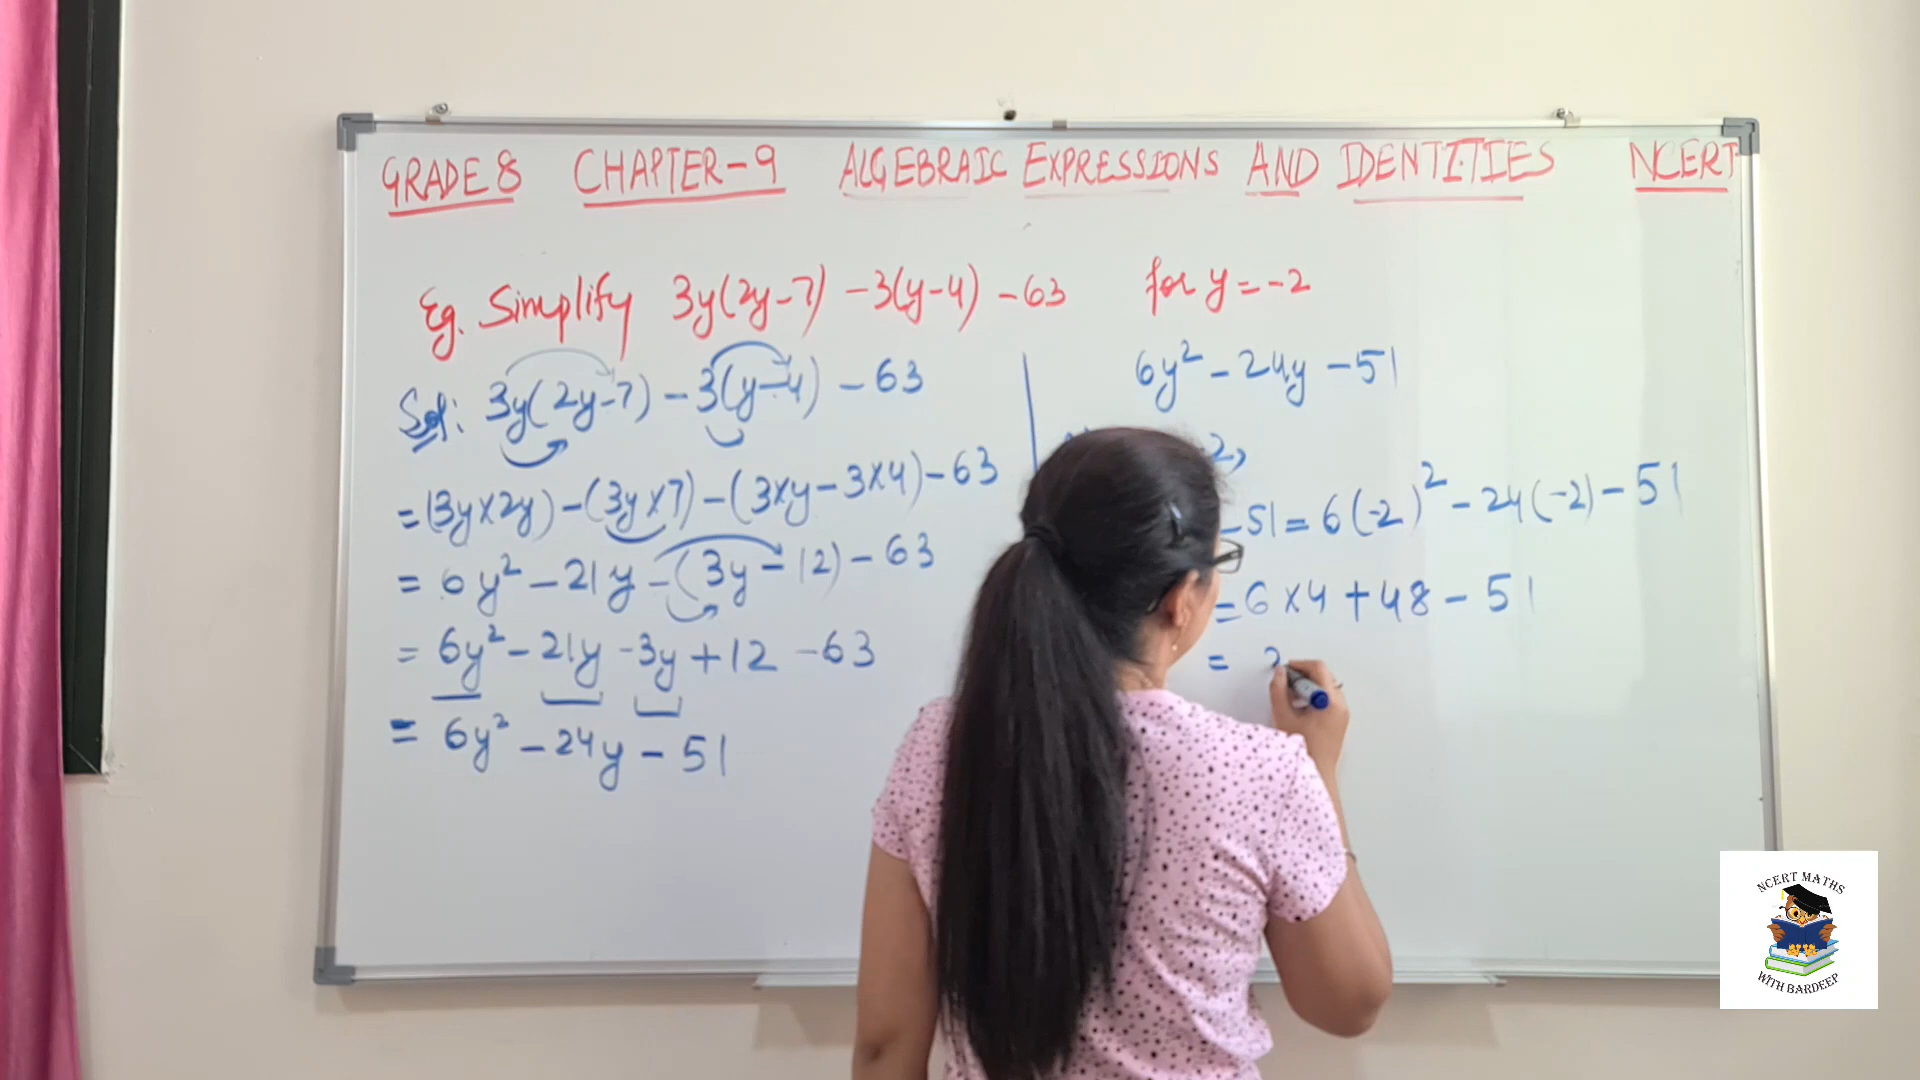 GRADE 8 CHAPTER-9 ALGEBRAIC EXPRESSIONS AND IDENTITIES NCERT
Eg. Simplify 3y(2y-7) -3(y-4) -63 for y=-2
Sol: 3y(2y-7) -3(y-4) -63
=(3y×2y) -(3y×7) -(3×y-3×4) -63
= 6y² -21y -(3y-12) -63
= 6y² -21y -3y +12 -63
= 6y² -24y -51
6y² -24y -51
2,
-51 = 6(-2)² -24(-2) -51
= 6×4 +48 -51
=
NCERT MATHS
WITH BARDEEP